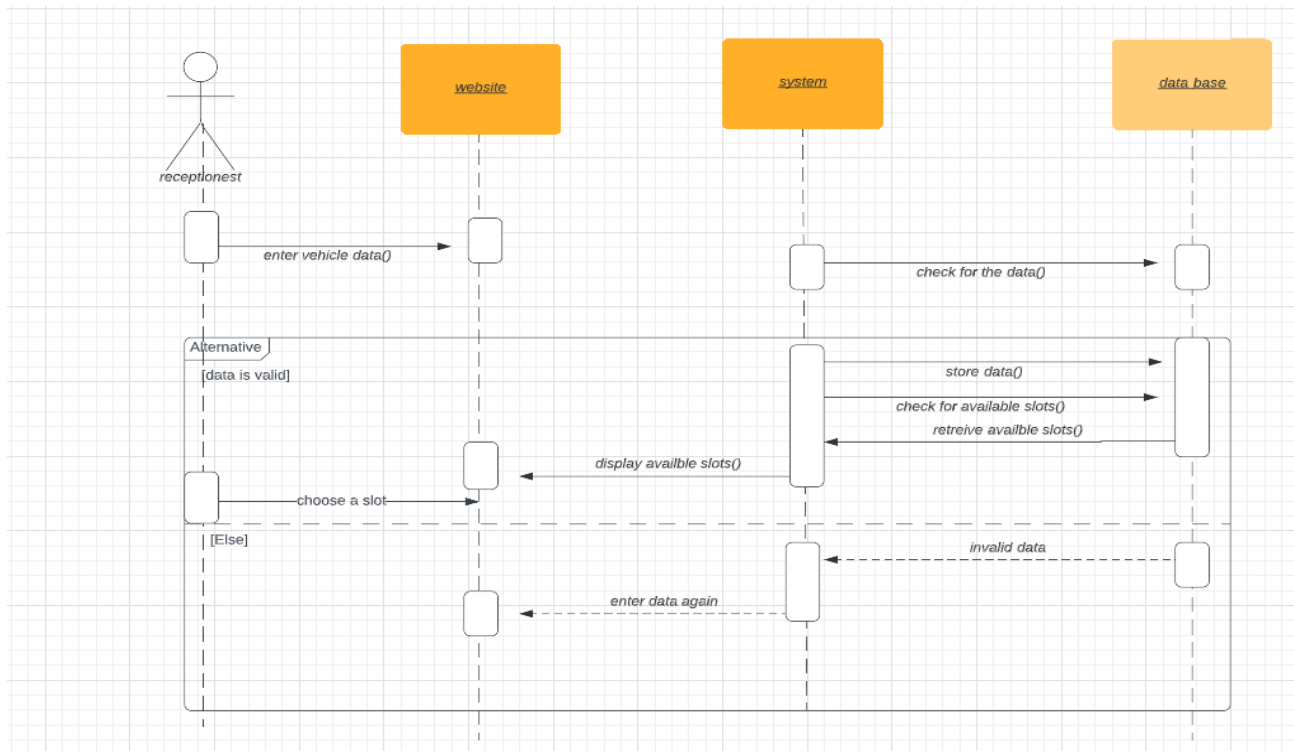 website
system
data base
receptionest
enter vehicle data()
check for the data()
Alternative
[data is valid]
store data()
check for available slots()
retreive availble slots()
display availble slots()
choose a slot
[Else]
invalid data
enter data again